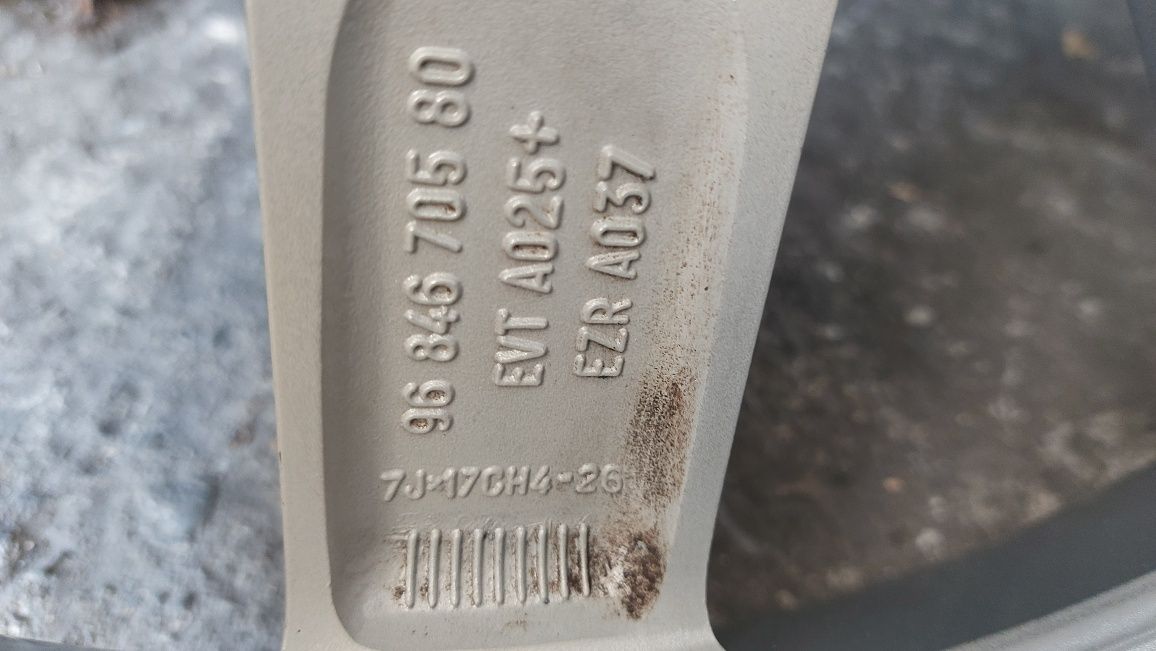 96 846 705 80
EVT A025+
EZR A037
7J×17CH4-26